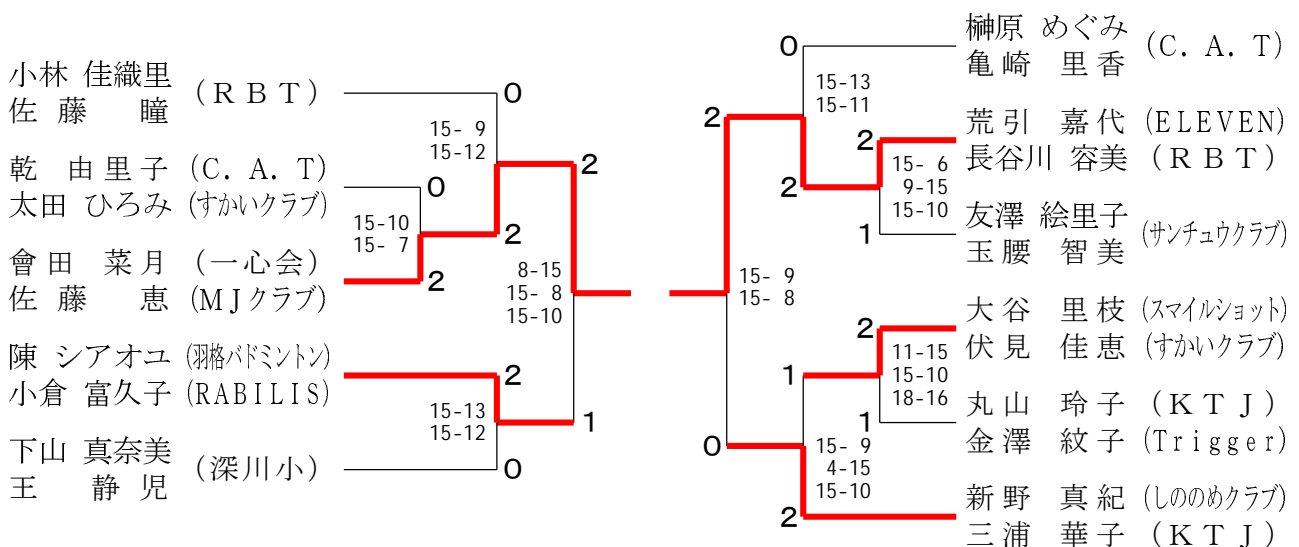 小林 佳織里 (ＲＢＴ)
佐藤 瞳
0
15- 9
15-12
2
乾 由里子 (C. A. T)
太田 ひろみ (すかいクラブ)
0
15-10
15- 7
2
會田 菜月 (一心会)
佐藤 恵 (MJクラブ)
2
8-15
15- 8
15-10
陳 シアオユ (羽格バドミントン)
小倉 富久子 (RABILIS)
2
15-13
15-12
1
下山 真奈美 (深川小)
王 静児
0
榊原 めぐみ (C. A. T)
亀崎 里香
0
15-13
15-11
2
荒引 嘉代 (ELEVEN)
長谷川 容美 (ＲＢＴ)
2
15- 6
9-15
15-10
2
友澤 絵里子 (サンチュウクラブ)
玉腰 智美
1
15- 9
15- 8
大谷 里枝 (スマイルショット)
伏見 佳恵 (すかいクラブ)
2
11-15
15-10
18-16
1
丸山 玲子 (ＫＴＪ)
金澤 紋子 (Trigger)
1
0
15- 9
4-15
15-10
新野 真紀 (しののめクラブ)
三浦 華子 (ＫＴＪ)
2